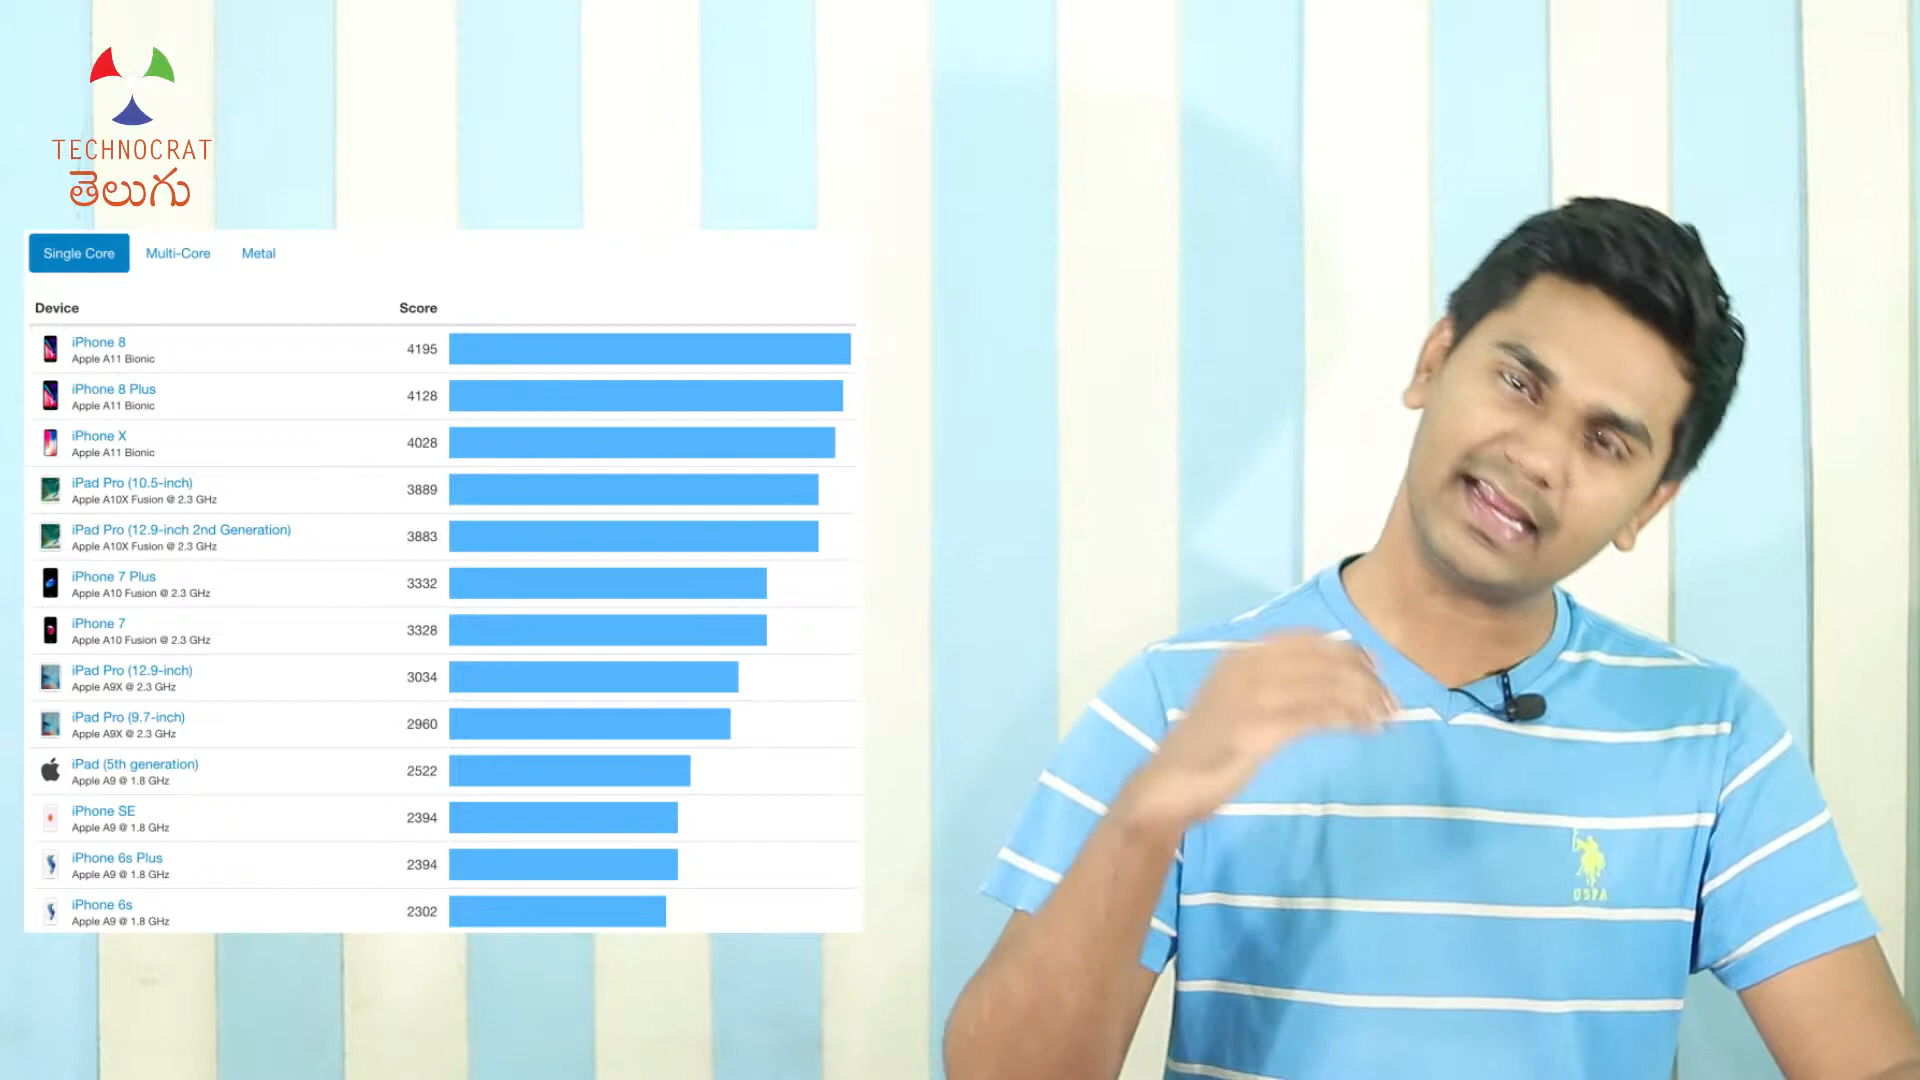 TECHNOCRAT
తెలుగు
Single Core Multi-Core Metal
Device Score
iPhone 8
Apple A11 Bionic
4195
iPhone 8 Plus
Apple A11 Bionic
4128
iPhone X
Apple A11 Bionic
4028
iPad Pro (10.5-inch)
Apple A10X Fusion @ 2.3 GHz
3889
iPad Pro (12.9-inch 2nd Generation)
Apple A10X Fusion @ 2.3 GHz
3883
iPhone 7 Plus
Apple A10 Fusion @ 2.3 GHz
3332
iPhone 7
Apple A10 Fusion @ 2.3 GHz
3328
iPad Pro (12.9-inch)
Apple A9X @ 2.3 GHz
3034
iPad Pro (9.7-inch)
Apple A9X @ 2.3 GHz
2960
iPad (5th generation)
Apple A9 @ 1.8 GHz
2522
iPhone SE
Apple A9 @ 1.8 GHz
2394
iPhone 6s Plus
Apple A9 @ 1.8 GHz
2394
iPhone 6s
Apple A9 @ 1.8 GHz
2302
USPA